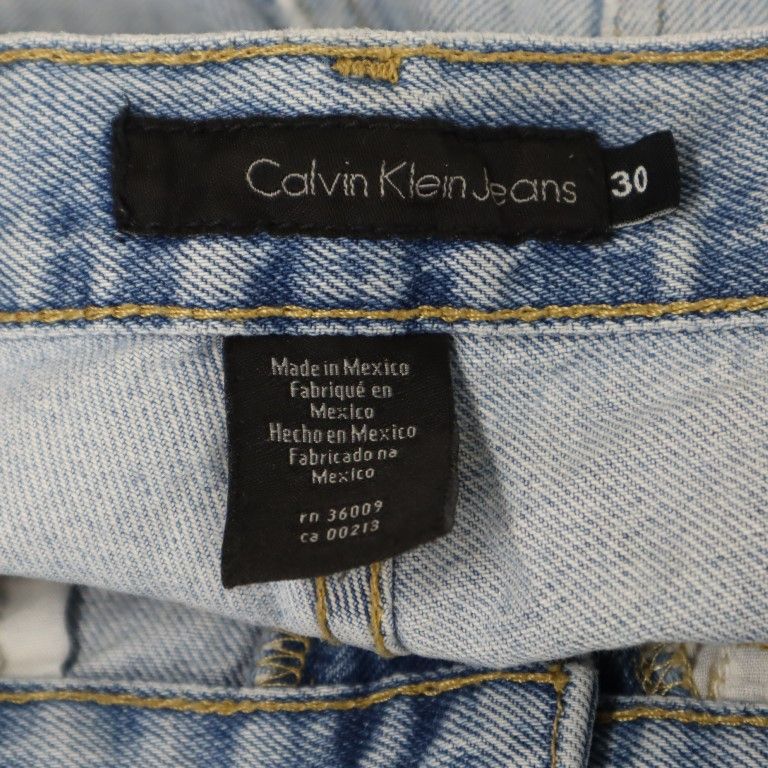 Calvin Klein Jeans 30
Made in Mexico
Fabriqué en
Mexico
Hecho en Mexico
Fabricado na
Mexico
rn 36009
ca 00213